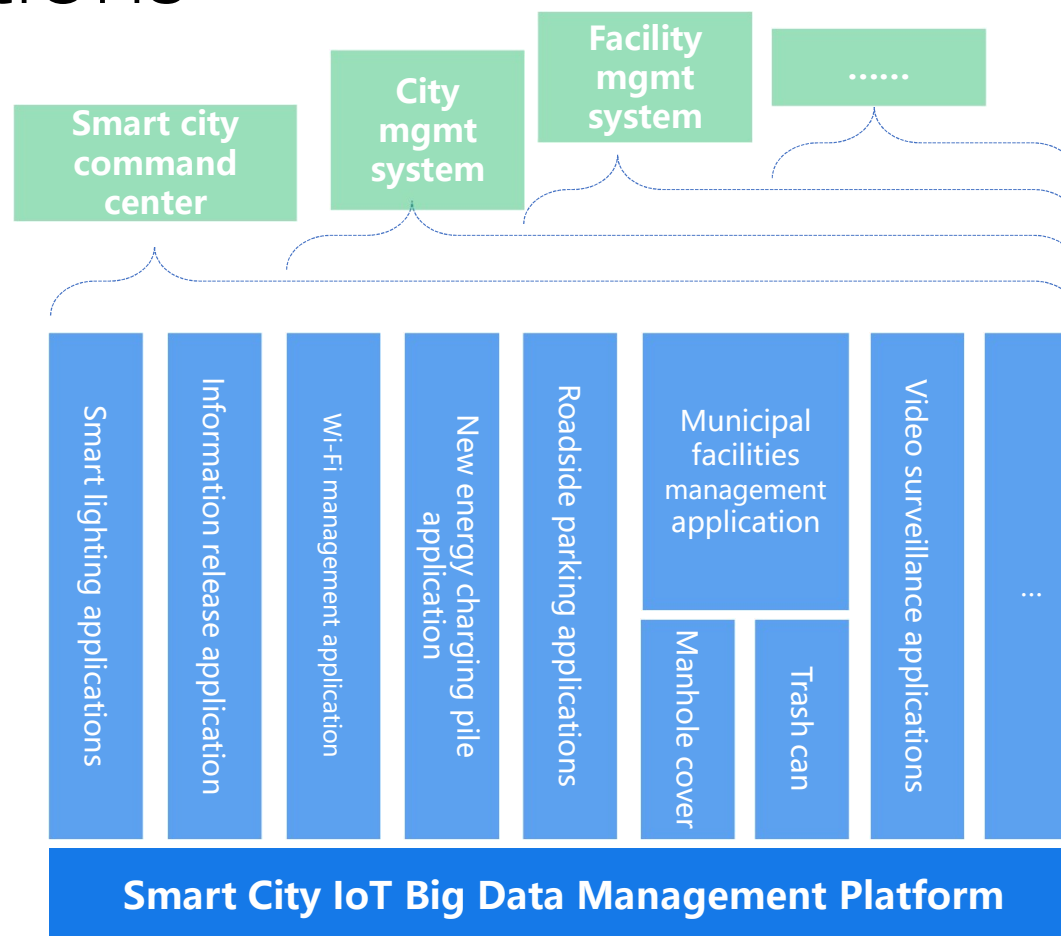 Smart city
command
center
City
mgmt
system
Facility
mgmt
system
......
Smart lighting applications
Information release application
Wi-Fi management application
New energy charging pile
application
Roadside parking applications
Municipal
facilities
management
application
Manhole cover
Trash can
Video surveillance applications
...
Smart City IoT Big Data Management Platform